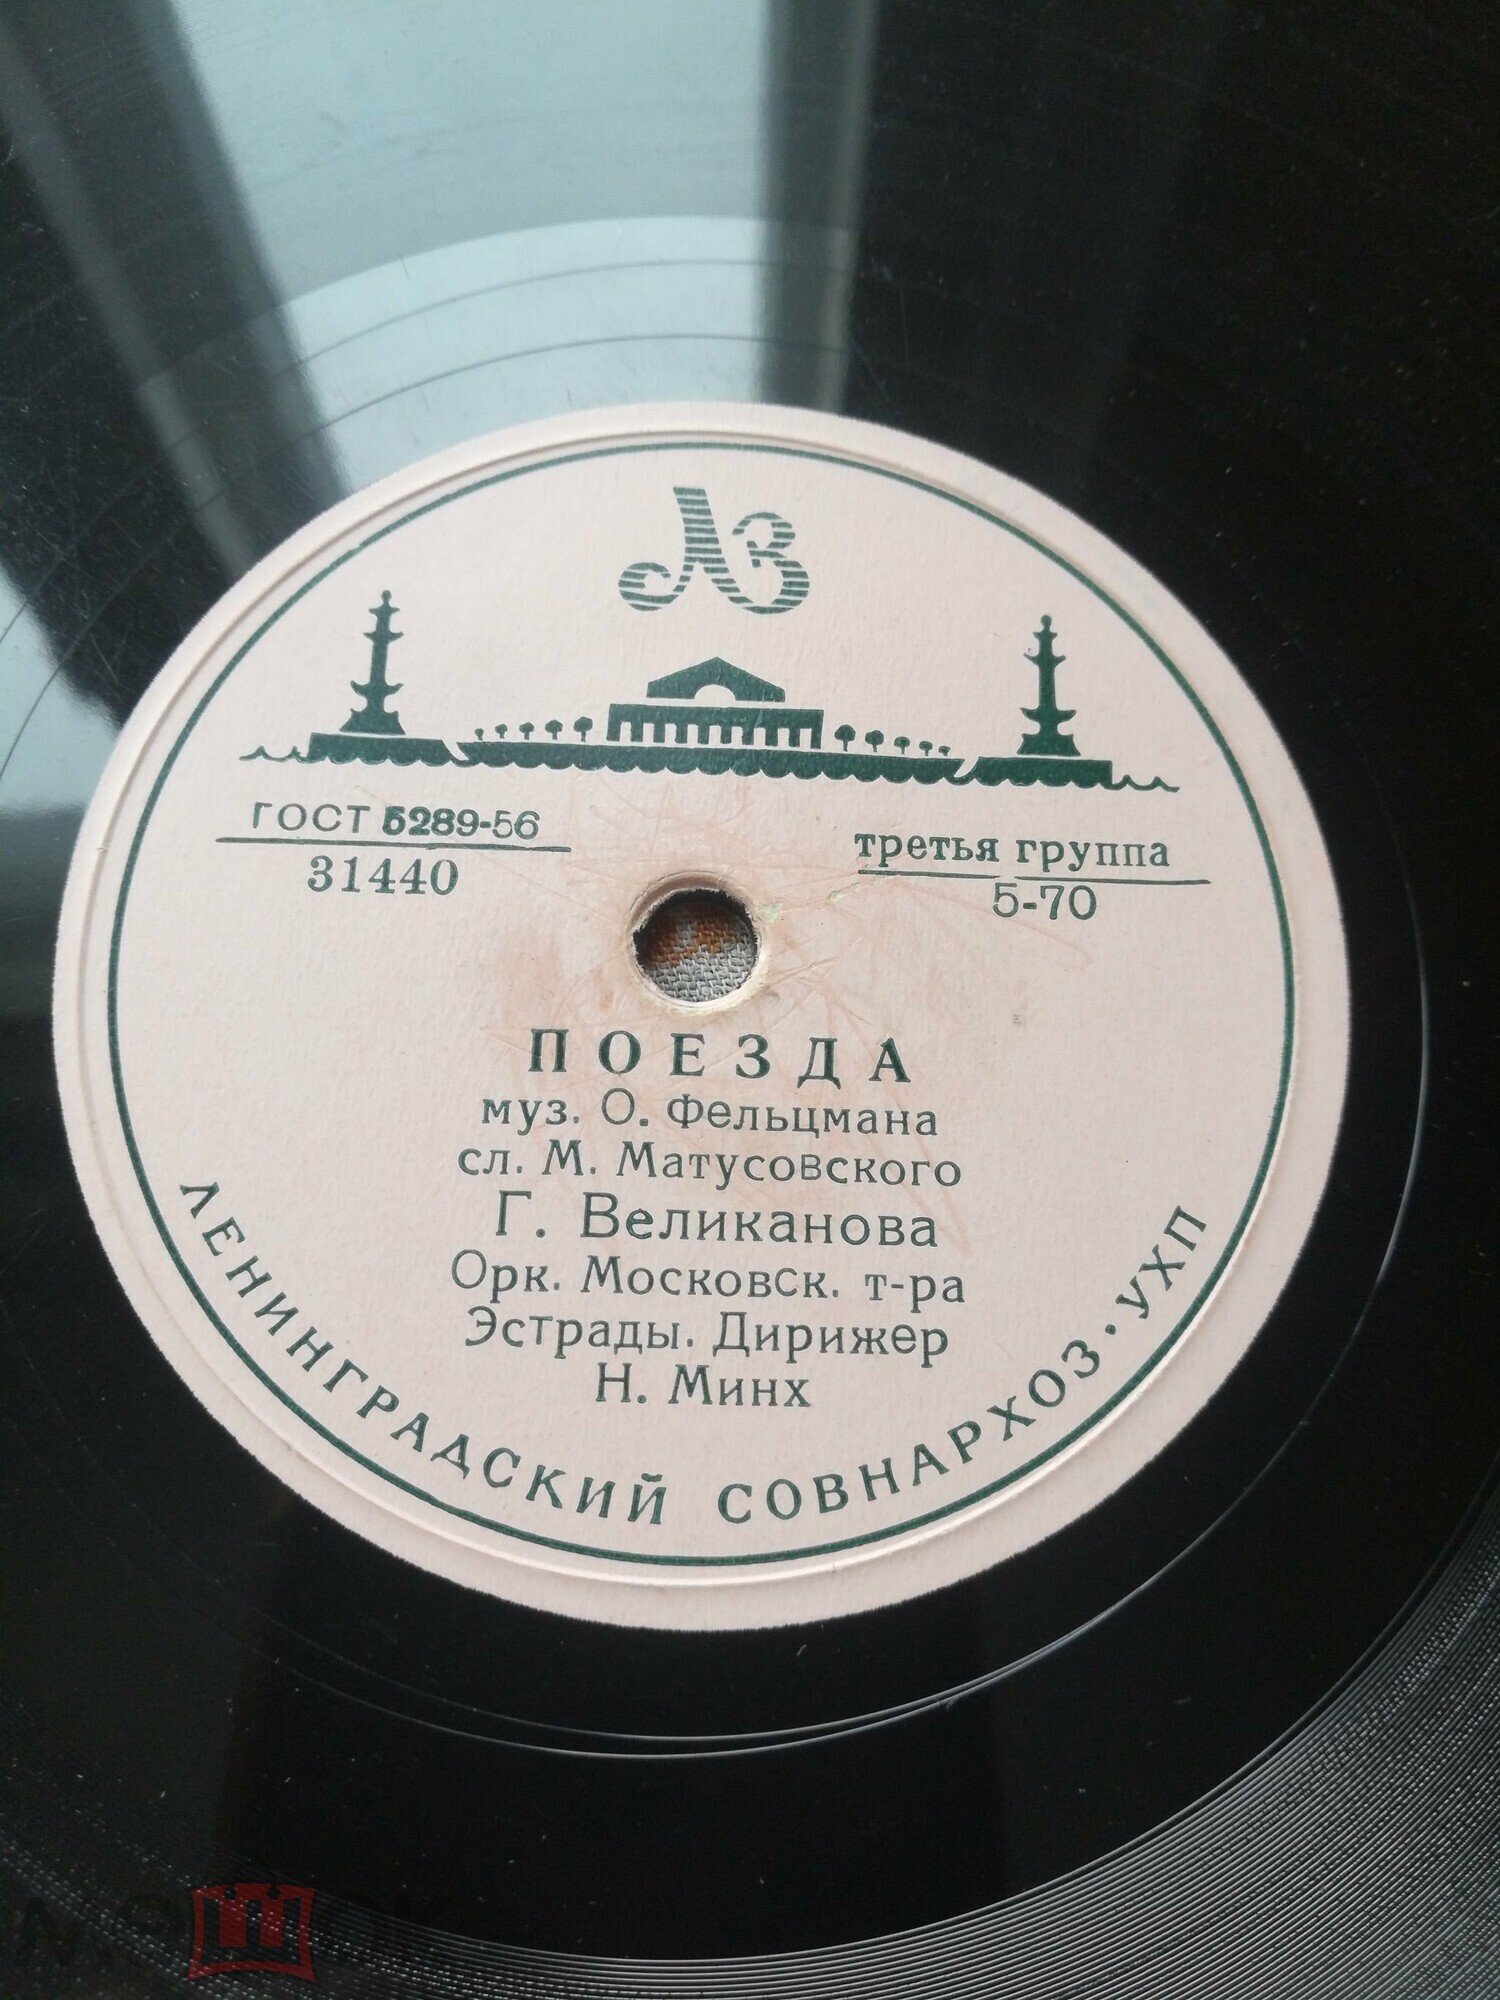 ЛЗ
ГОСТ 5289-56
31440
третья группа
5-70
ПОЕЗДА
муз. О. Фельцмана
сл. М. Матусовского
Г. Великанова
Орк. Московск. т-ра
Эстрады. Дирижер
Н. Минх
ЛЕНИНГРАДСКИЙ СОВНАРХОЗ · УХП